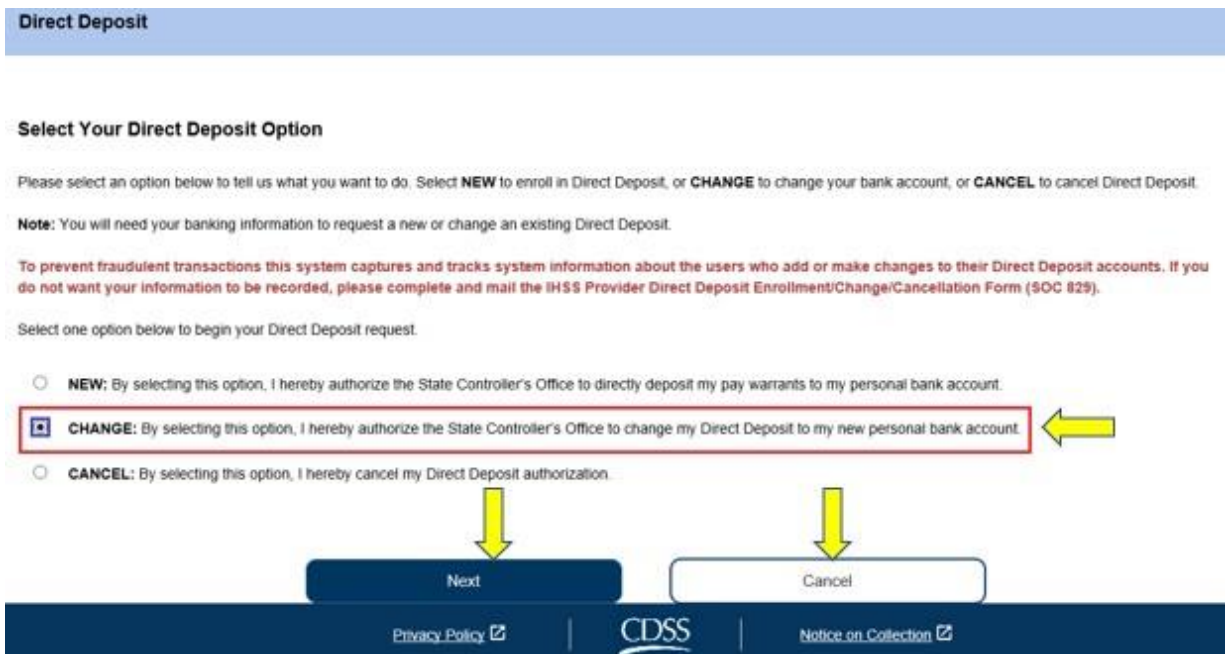 Direct Deposit
Select Your Direct Deposit Option
Please select an option below to tell us what you want to do. Select NEW to enroll in Direct Deposit, or CHANGE to change your bank account, or CANCEL to cancel Direct Deposit.
Note: You will need your banking information to request a new or change an existing Direct Deposit.
To prevent fraudulent transactions this system captures and tracks system information about the users who add or make changes to their Direct Deposit accounts. If you
do not want your information to be recorded, please complete and mail the IHSS Provider Direct Deposit Enrollment/Change/Cancellation Form (SOC 829).
Select one option below to begin your Direct Deposit request.
NEW: By selecting this option, I hereby authorize the State Controller's Office to directly deposit my pay warrants to my personal bank account.
CHANGE: By selecting this option, I hereby authorize the State Controller's Office to change my Direct Deposit to my new personal bank account.
CANCEL: By selecting this option, I hereby cancel my Direct Deposit authorization.
Next Cancel
Privacy Policy CDSS Notice on Collection